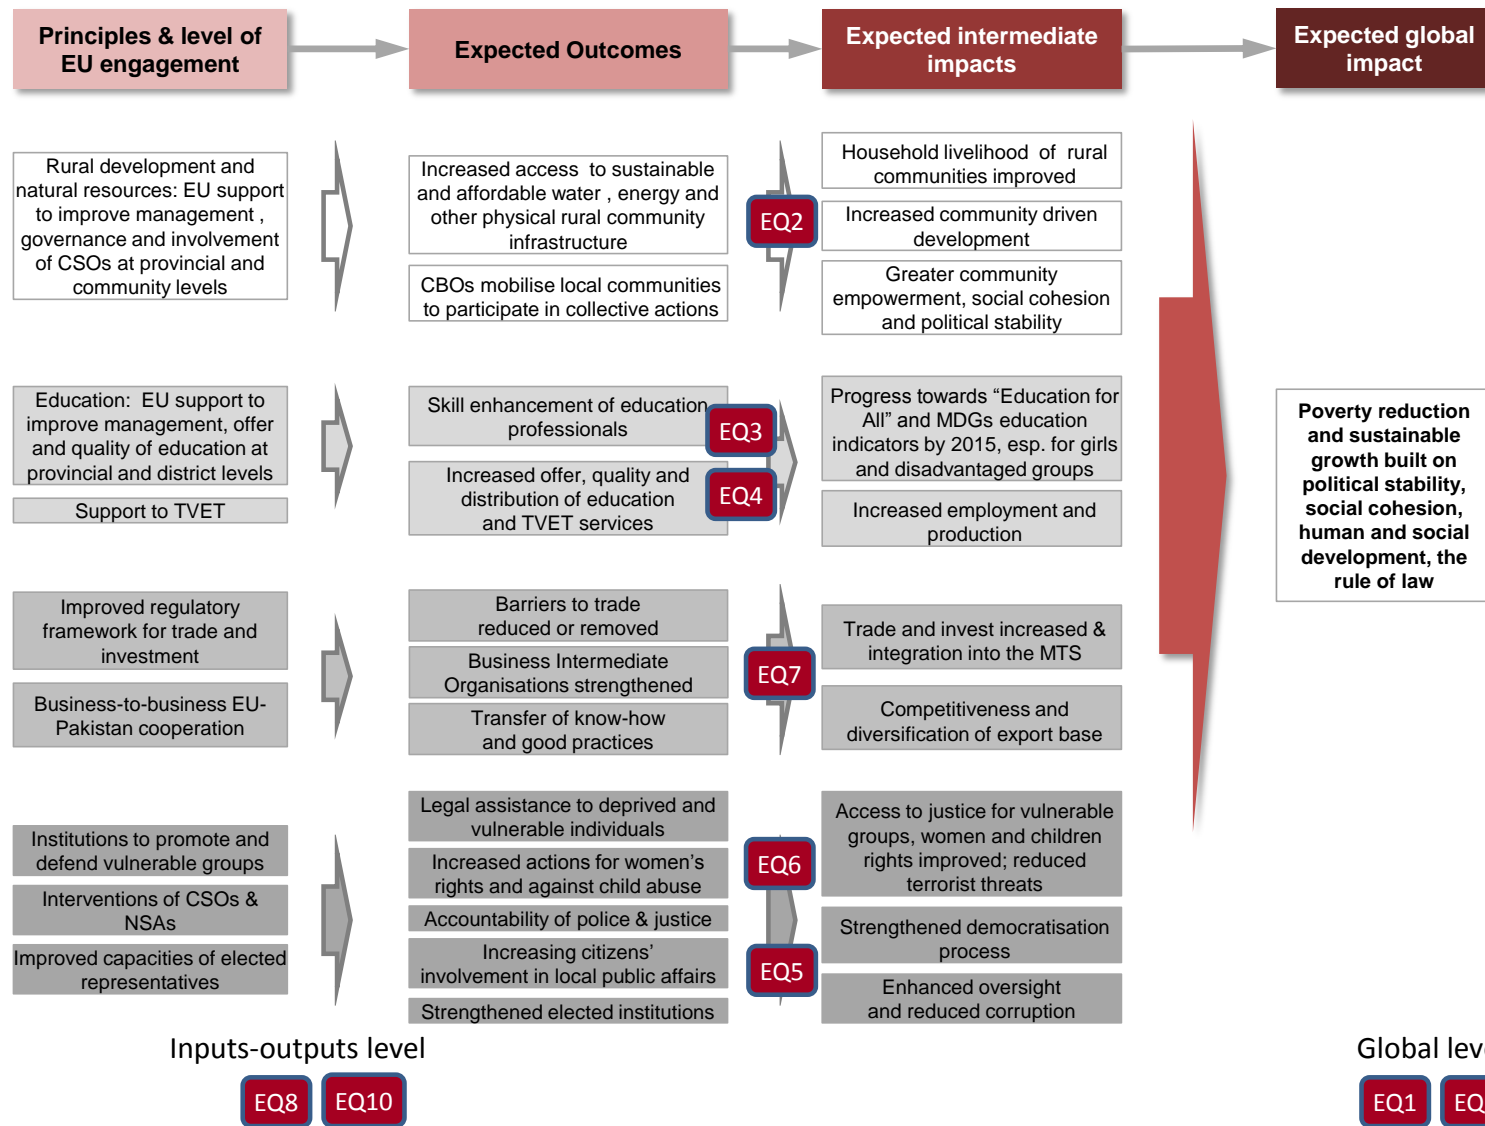 Principles & level of
EU engagement
Expected Outcomes
Expected intermediate
impacts
Expected global
impact
Rural development and
natural resources: EU support
to improve management ,
governance and involvement
of CSOs at provincial and
community levels
Increased access to sustainable
and affordable water , energy and
other physical rural community
infrastructure
CBOs mobilise local communities
to participate in collective actions
EQ2
Household livelihood of rural
communities improved
Increased community driven
development
Greater community
empowerment, social cohesion
and political stability
Education: EU support to
improve management, offer
and quality of education at
provincial and district levels
Support to TVET
Skill enhancement of education
professionals
Increased offer, quality and
distribution of education
and TVET services
EQ3
EQ4
Progress towards “Education for
All” and MDGs education
indicators by 2015, esp. for girls
and disadvantaged groups
Increased employment and
production
Poverty reduction
and sustainable
growth built on
political stability,
social cohesion,
human and social
development, the
rule of law
Improved regulatory
framework for trade and
investment
Business-to-business EU-
Pakistan cooperation
Barriers to trade
reduced or removed
Business Intermediate
Organisations strengthened
Transfer of know-how
and good practices
EQ7
Trade and invest increased &
integration into the MTS
Competitiveness and
diversification of export base
Institutions to promote and
defend vulnerable groups
Interventions of CSOs &
NSAs
Improved capacities of elected
representatives
Legal assistance to deprived and
vulnerable individuals
Increased actions for women’s
rights and against child abuse
Accountability of police & justice
Increasing citizens’
involvement in local public affairs
Strengthened elected institutions
EQ6
EQ5
Access to justice for vulnerable
groups, women and children
rights improved; reduced
terrorist threats
Strengthened democratisation
process
Enhanced oversight
and reduced corruption
Inputs-outputs level
EQ8 EQ10
Global
EQ1